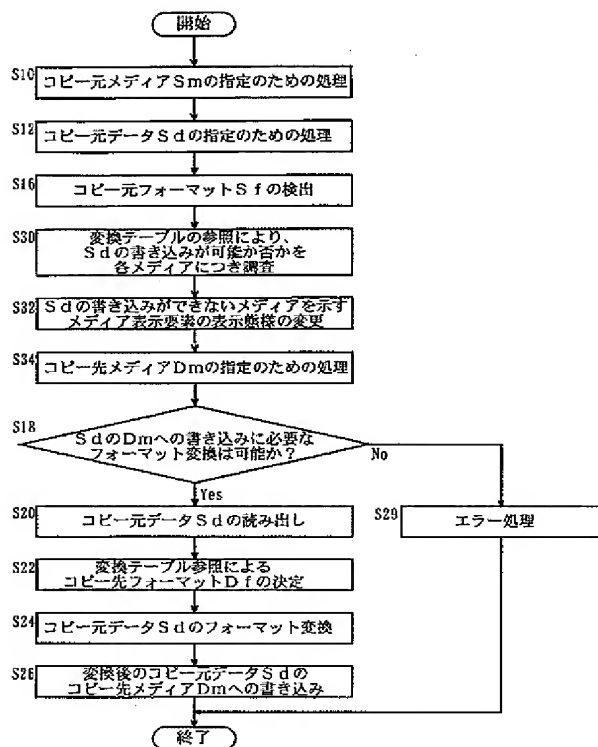 開始
S10
コピー元メディアSmの指定のための処理
S12
コピー元データSdの指定のための処理
S16
コピー元フォーマットSfの検出
S30
変換テーブルの参照により、
Sdの書き込みが可能か否かを
各メディアにつき調査
S32
Sdの書き込みができないメディアを示す
メディア表示要素の表示態様の変更
S34
コピー先メディアDmの指定のための処理
S18
SdのDmへの書き込みに必要な
フォーマット変換は可能か?
No
Yes
S20
コピー元データSdの読み出し
S29
エラー処理
S22
変換テーブル参照による
コピー先フォーマットDfの決定
S24
コピー元データSdのフォーマット変換
S26
変換後のコピー元データSdの
コピー先メディアDmへの書き込み
終了